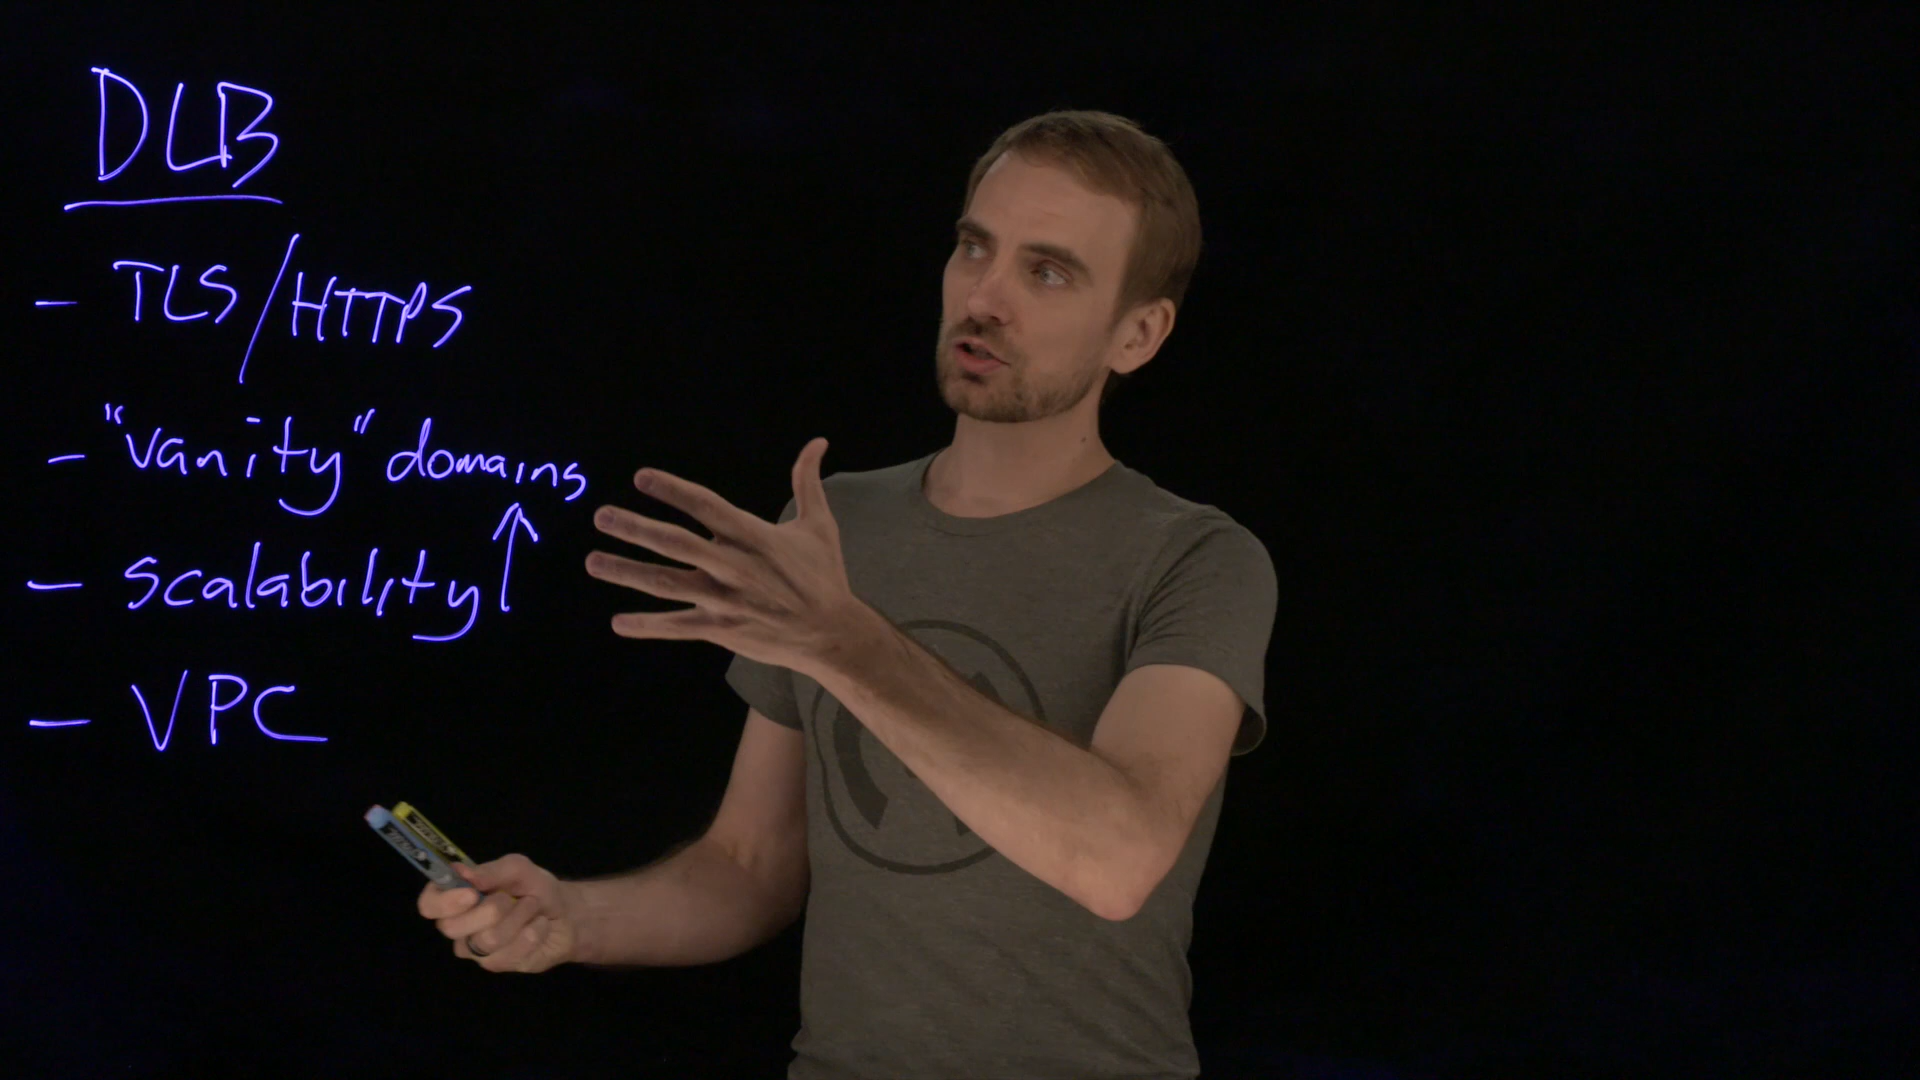 DLB
- TLS/HTTPS
- "vanity" domains
- scalability ↑
- VPC